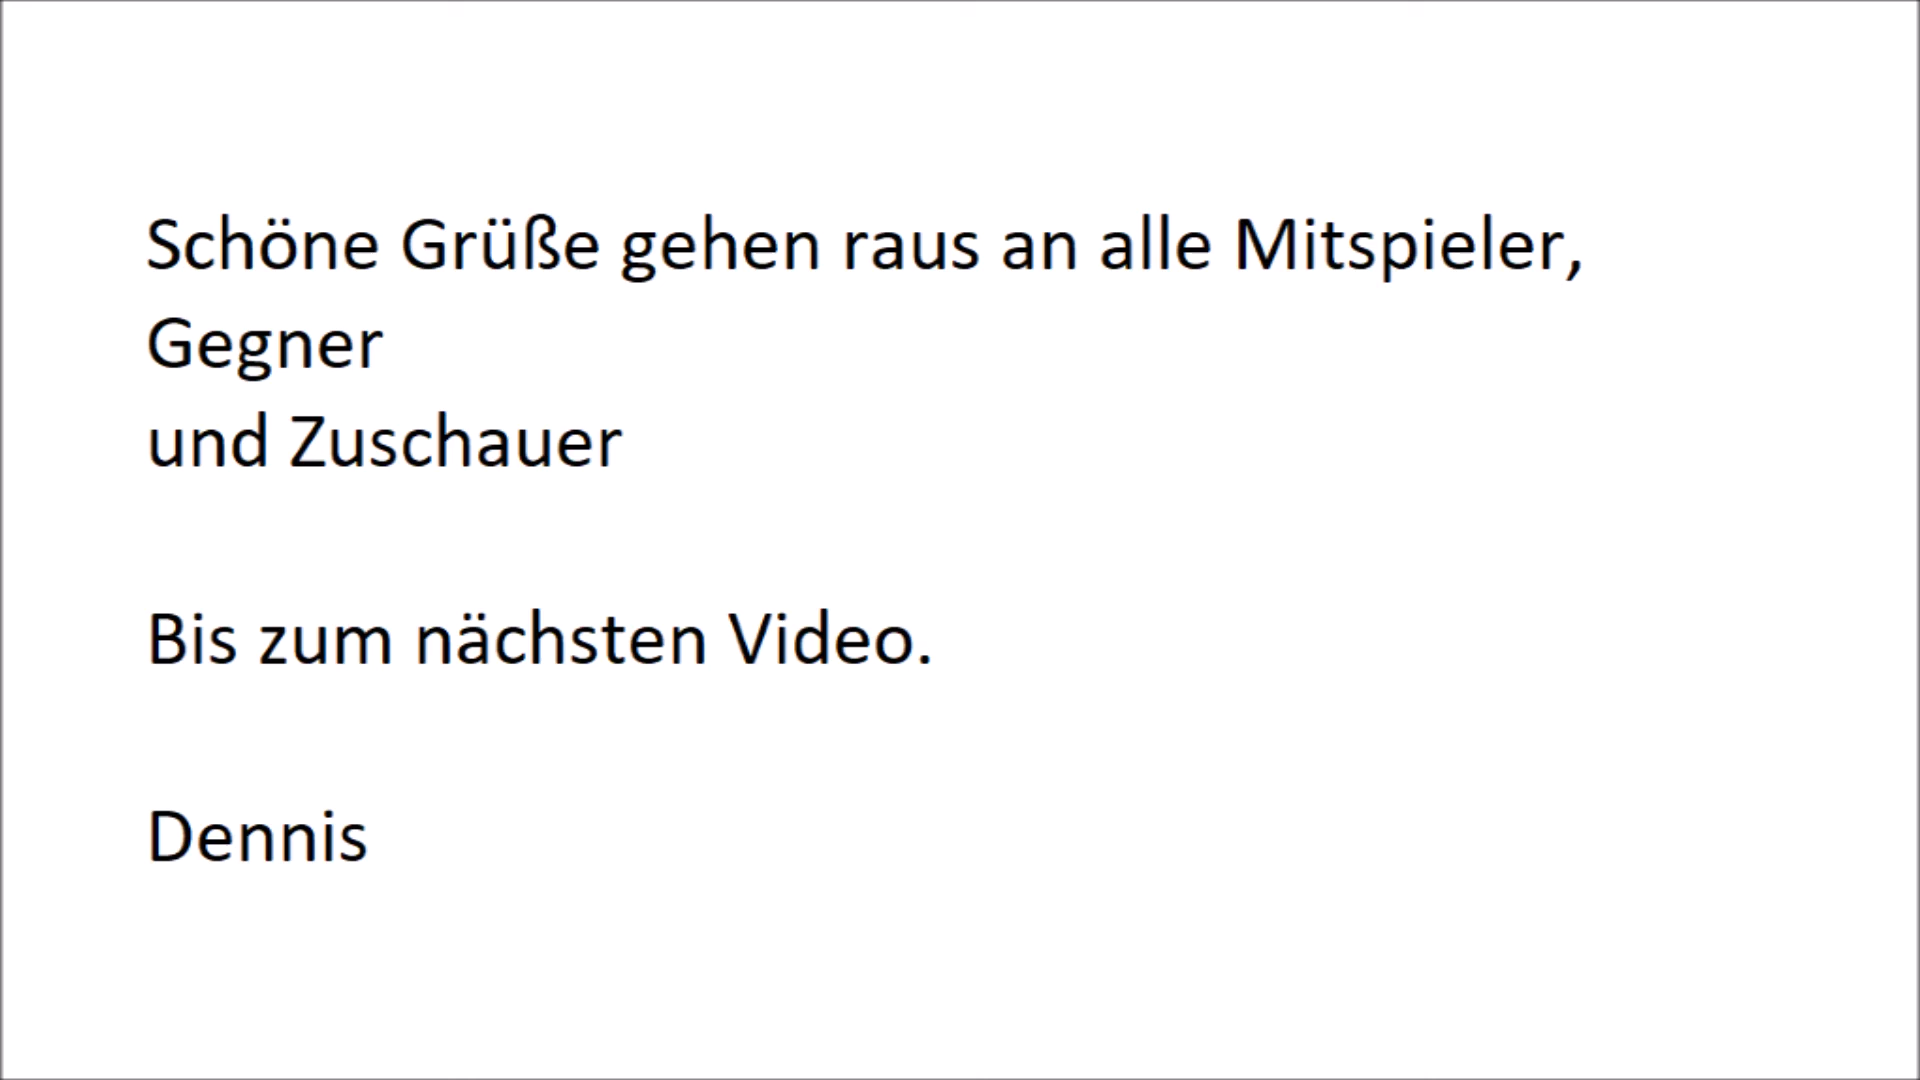 Schöne Grüße gehen raus an alle Mitspieler,
Gegner
und Zuschauer
Bis zum nächsten Video.
Dennis